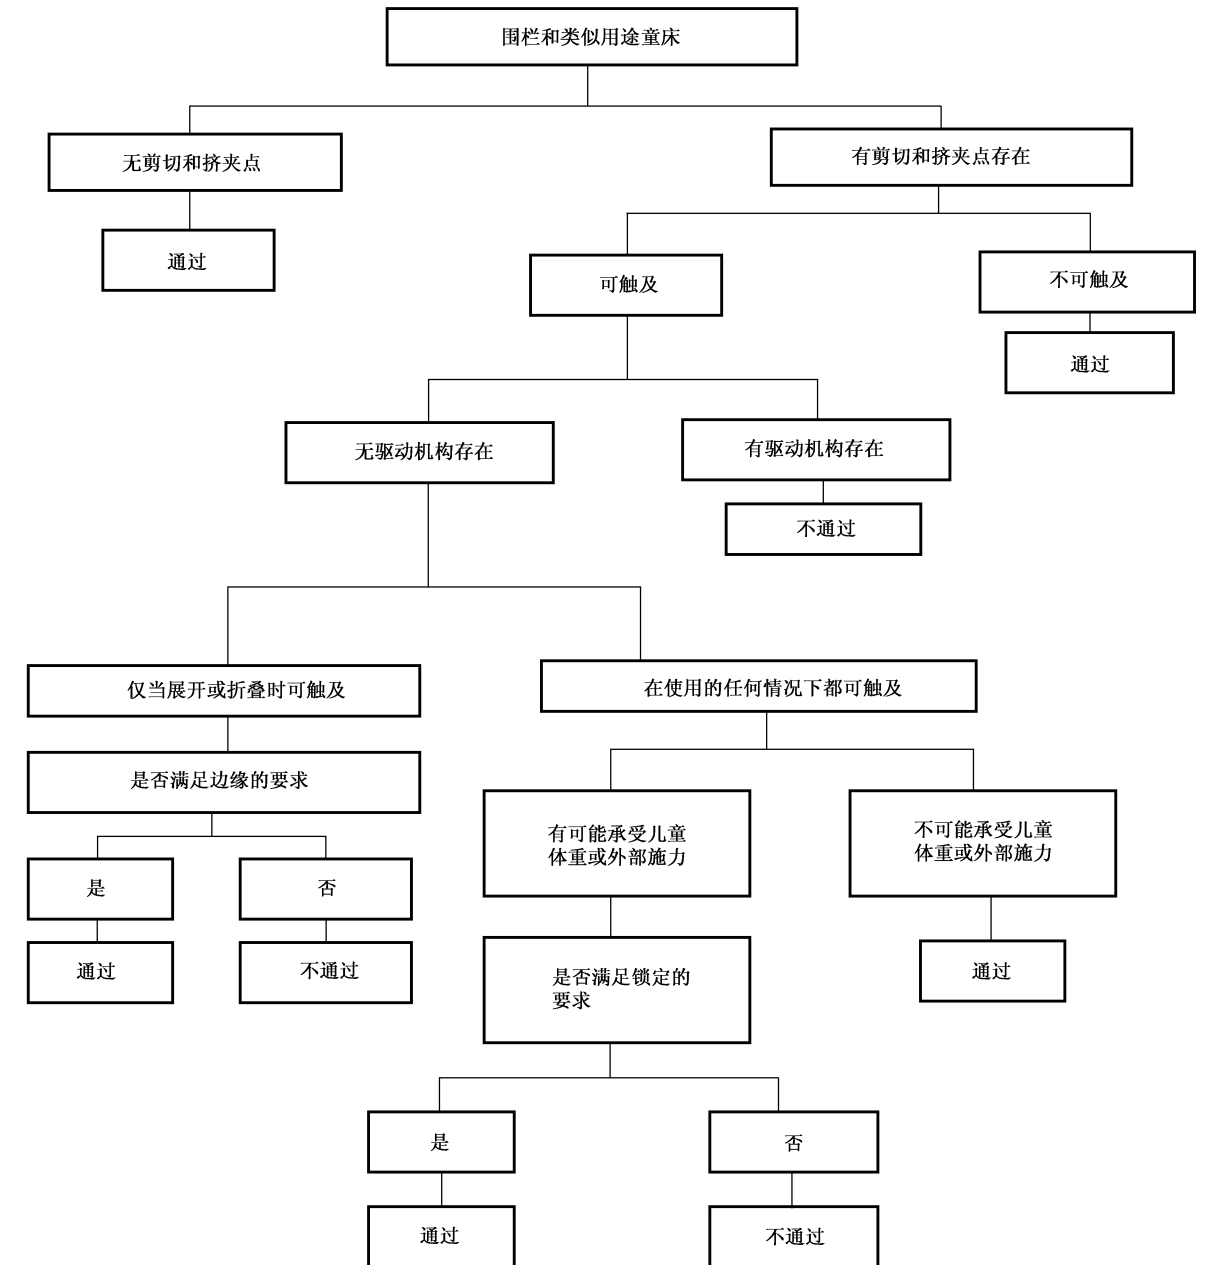 围栏和类似用途童床
无剪切和挤夹点
有剪切和挤夹点存在
通过
可触及
不可触及
通过
无驱动机构存在
有驱动机构存在
不通过
仅当展开或折叠时可触及
在使用的任何情况下都可触及
是否满足边缘的要求
有可能承受儿童
体重或外部施力
不可能承受儿童
体重或外部施力
是
否
通过
不通过
是否满足锁定的
要求
通过
是
否
通过
不通过